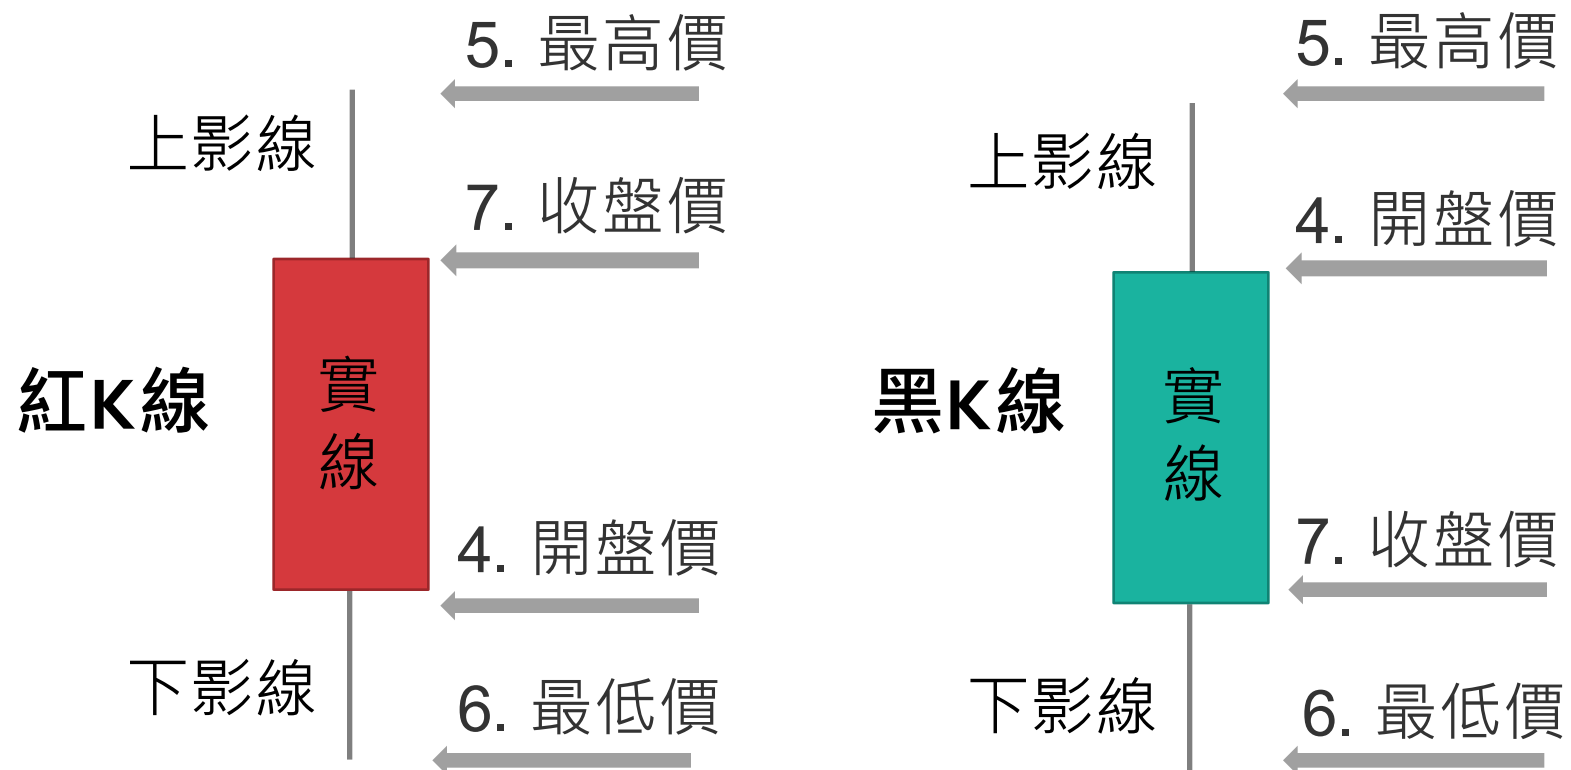 5. 最高價
上影線
7. 收盤價
紅K線
實
線
4. 開盤價
下影線
6. 最低價
5. 最高價
上影線
4. 開盤價
黑K線
實
線
7. 收盤價
下影線
6. 最低價